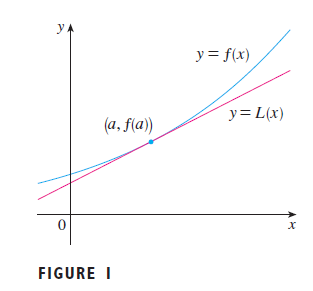 y
y = f(x)
y = L(x)
(a, f(a))
0
x
FIGURE 1